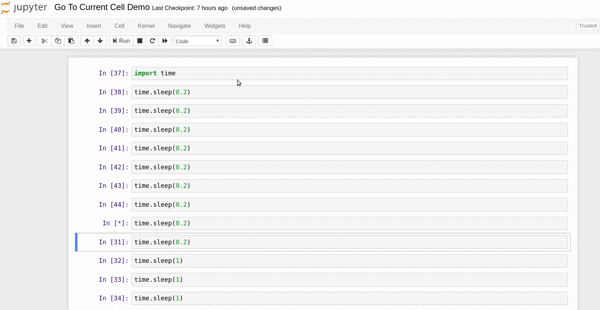 jupyter Go To Current Cell Demo Last Checkpoint: 7 hours ago (unsaved changes)
File Edit View Insert Cell Kernel Navigate Widgets Help Trusted
Run Code
In [37]: import time
In [38]: time.sleep(0.2)
In [39]: time.sleep(0.2)
In [40]: time.sleep(0.2)
In [41]: time.sleep(0.2)
In [42]: time.sleep(0.2)
In [43]: time.sleep(0.2)
In [44]: time.sleep(0.2)
In [*]: time.sleep(0.2)
In [31]: time.sleep(0.2)
In [32]: time.sleep(1)
In [33]: time.sleep(1)
In [34]: time.sleep(1)